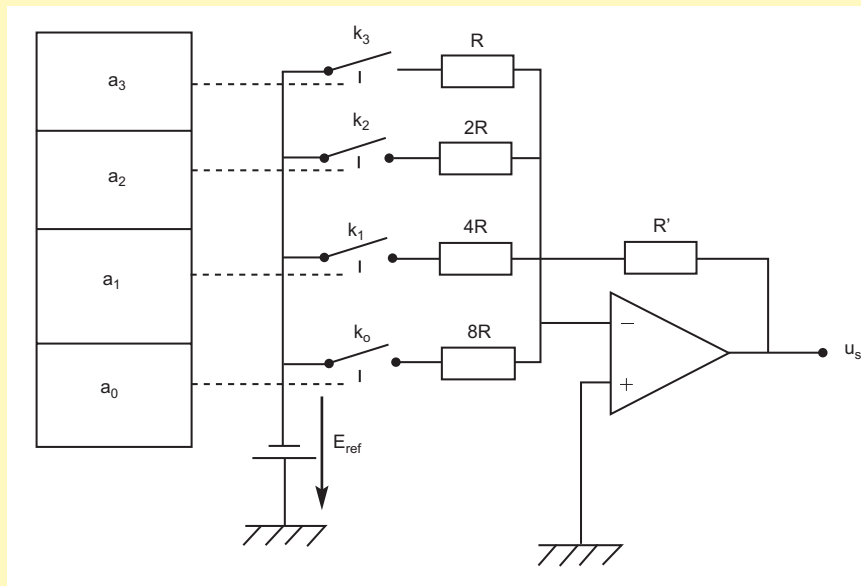 k3 R
a3
k2 2R
a2
k1 4R R'
a1
ko 8R
a0
− +
us
Eref